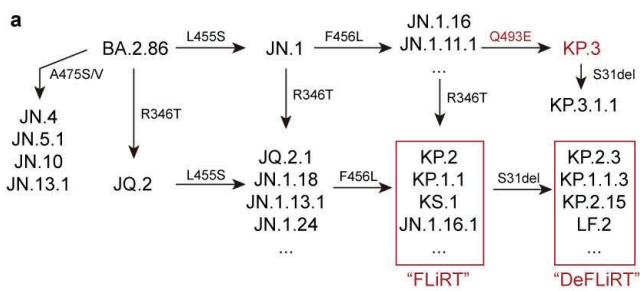 a
BA.2.86
L455S
JN.1
F456L
JN.1.16
JN.1.11.1
...
Q493E
KP.3
A475S/V
R346T
R346T
R346T
S31del
KP.3.1.1
JN.4
JN.5.1
JN.10
JN.13.1
JQ.2
L455S
JQ.2.1
JN.1.18
JN.1.13.1
JN.1.24
...
F456L
KP.2
KP.1.1
KS.1
JN.1.16.1
...
S31del
KP.2.3
KP.1.1.3
KP.2.15
LF.2
...
“FLiRT”
“DeFLiRT”